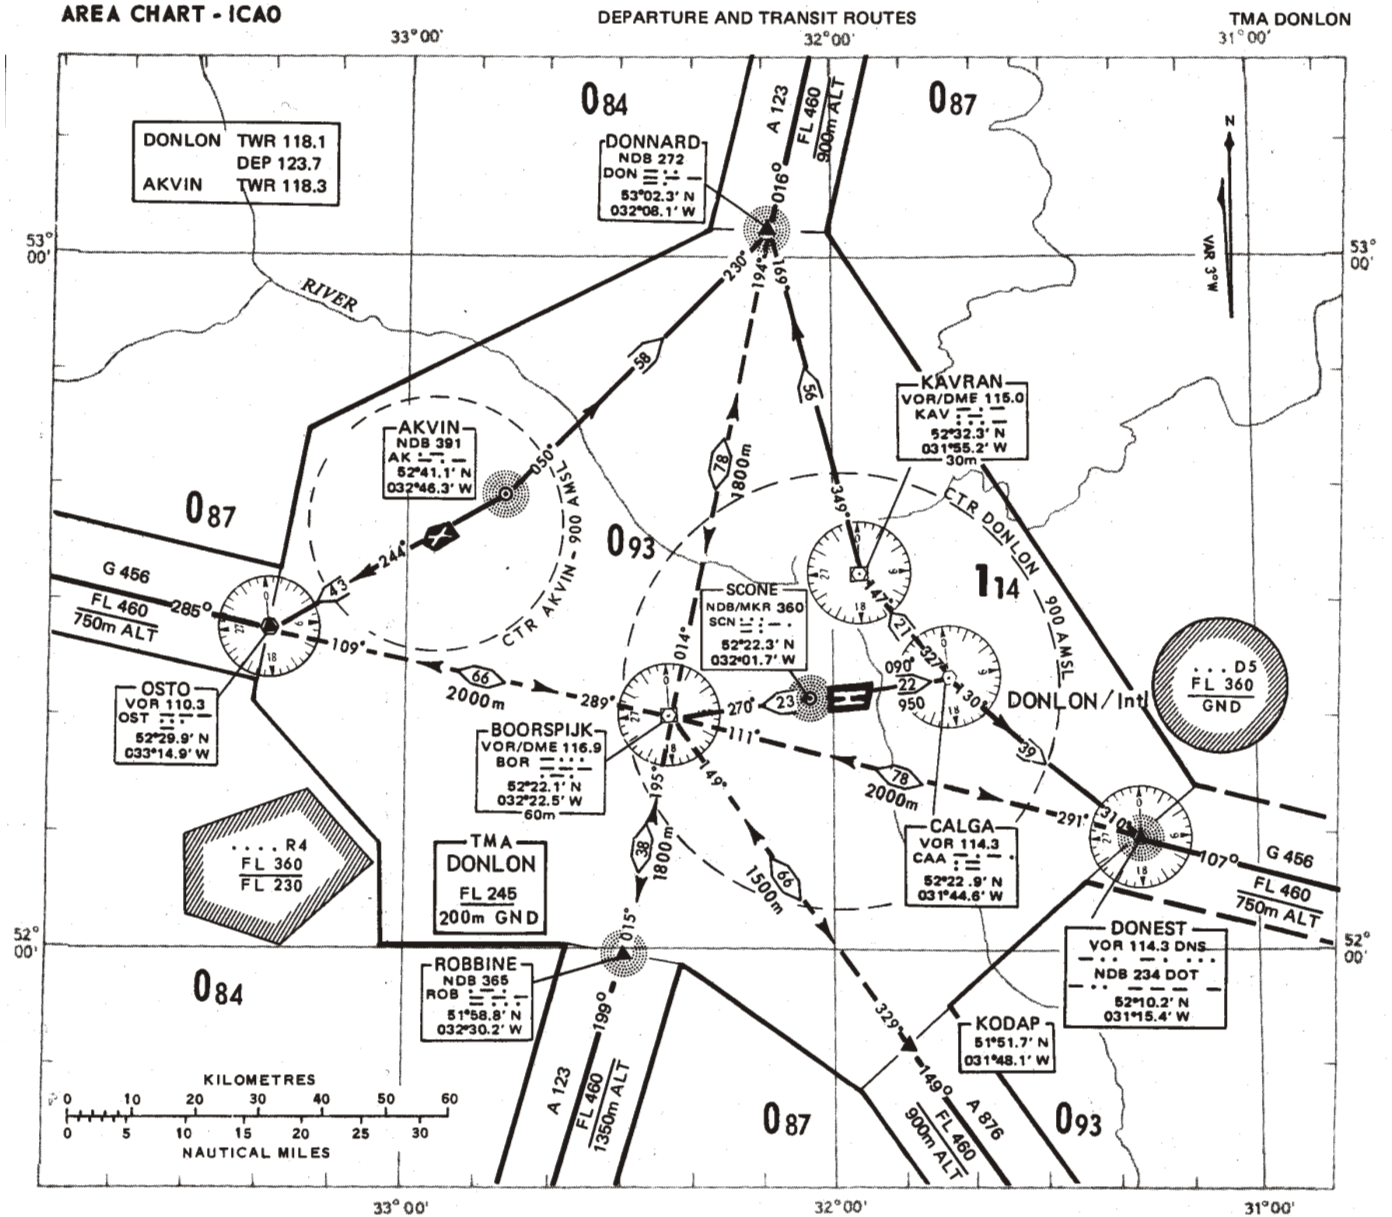 AREA CHART - ICAO
DEPARTURE AND TRANSIT ROUTES
TMA DONLON
33°00'
32°00'
31°00'
084
087
A 123
FL 460
900m ALT
016°
DONLON TWR 118.1
DEP 123.7
AKVIN TWR 118.3
DONNARD
NDB 272
DON
53°02.3' N
032°08.1' W
N
VAR 3°W
53°
00'
53°
00'
RIVER
230°
194°
169°
58
56
KAVRAN
VOR/DME 115.0
KAV
52°32.3' N
031°55.2' W
30m
AKVIN
NDB 391
AK
52°41.1' N
032°46.3' W
050°
CTR AKVIN - 900 AMSL
78
1800m
349°
CTR DONLON 900 AMSL
087
093
114
244°
43
G 456
FL 460
750m ALT
285°
109°
SCONE
NDB/MKR 360
SCN
52°22.3' N
032°01.7' W
147°
21
327°
014°
090°
22
950
130°
DONLON/Intl
... D5
FL 360
GND
66
2000m
289°
270°
23
OSTO
VOR 110.3
OST
52°29.9' N
033°14.9' W
BOORSPIJK
VOR/DME 116.9
BOR
52°22.1' N
032°22.5' W
60m
111°
149°
195°
39
78
2000m
291°
310°
CALGA
VOR 114.3
CAA
52°22.9' N
031°44.6' W
107°
G 456
FL 460
750m ALT
.... R4
FL 360
FL 230
TMA
DONLON
FL 245
200m GND
38
1800m
66
1500m
015°
52°
00'
52°
00'
DONEST
VOR 114.3 DNS
NDB 234 DOT
52°10.2' N
031°15.4' W
ROBBINE
NDB 365
ROB
51°58.8' N
032°30.2' W
084
199°
329°
KODAP
51°51.7' N
031°48.1' W
149°
A 876
FL 460
900m ALT
A 123
FL 460
1350m ALT
087
093
KILOMETRES
0 10 20 30 40 50 60
0 5 10 15 20 25 30
NAUTICAL MILES
33°00'
32°00'
31°00'